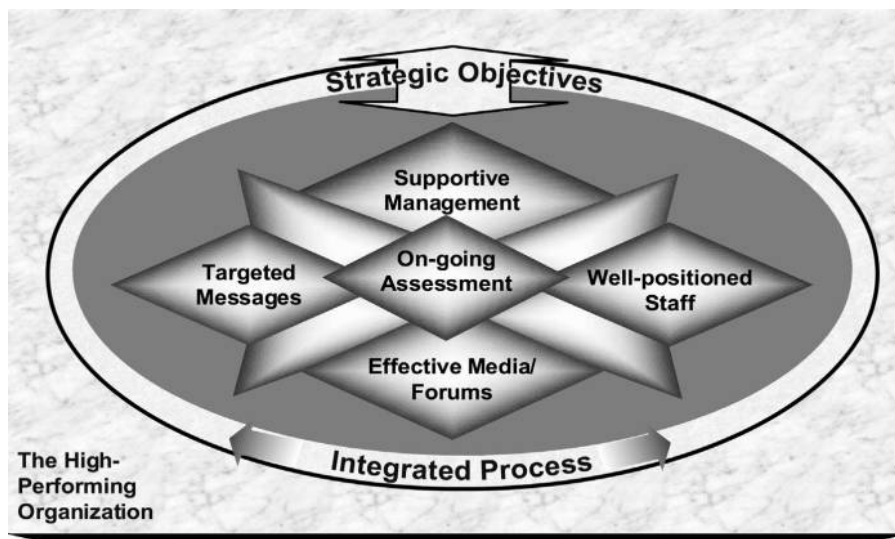 Strategic Objectives
Supportive
Management
Targeted
Messages
On-going
Assessment
Well-positioned
Staff
Effective Media/
Forums
Integrated Process
The High-
Performing
Organization